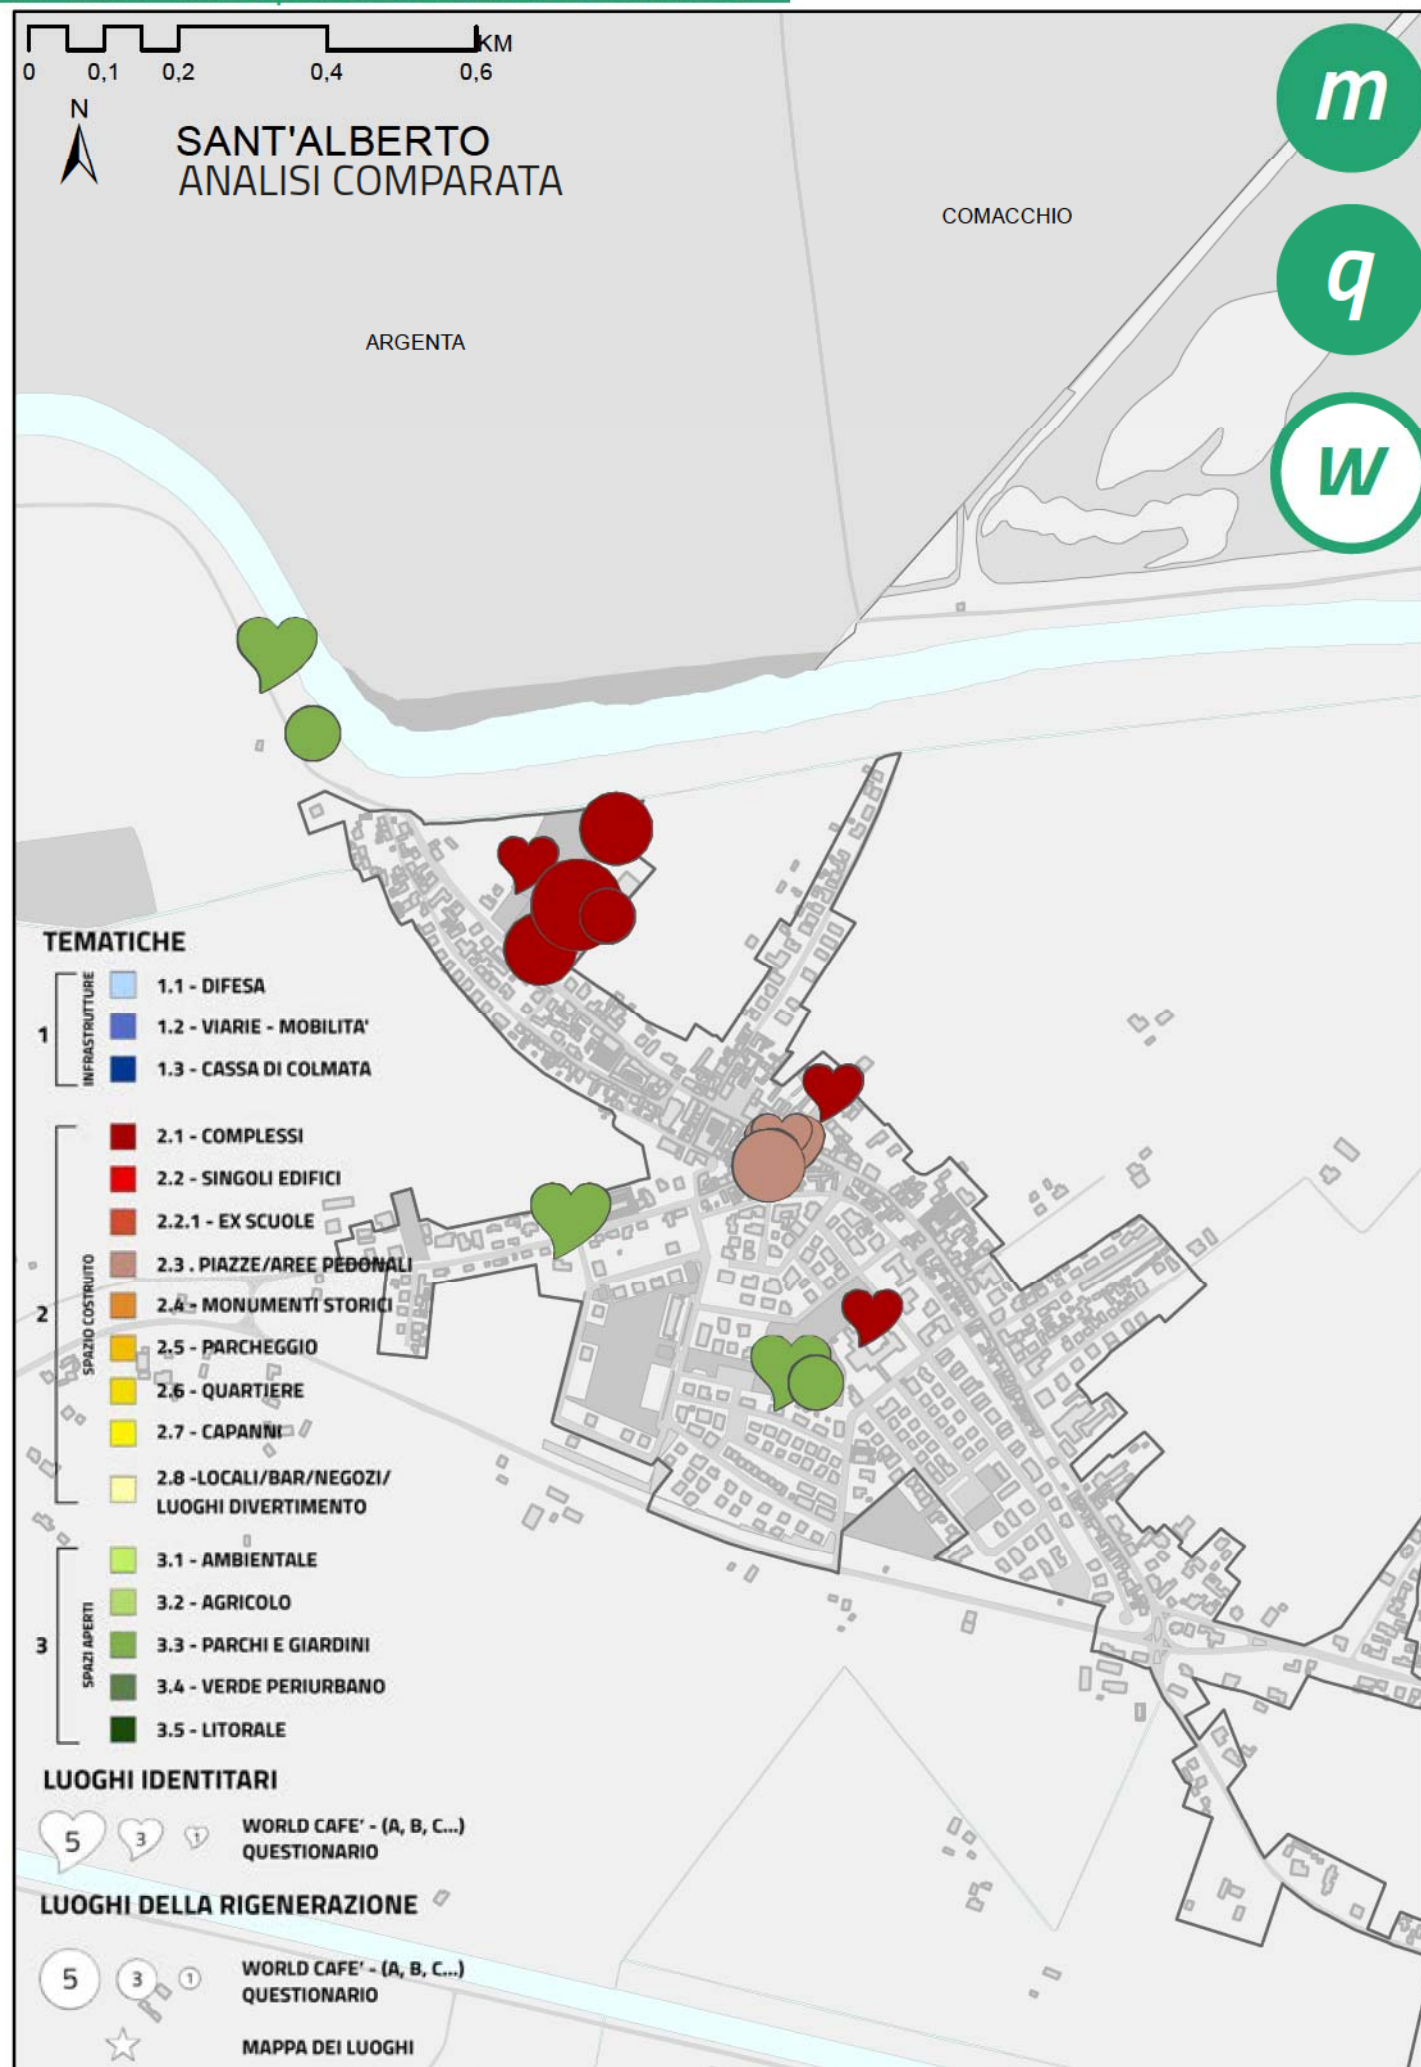 KM
0 0,1 0,2 0,4 0,6
N
SANT'ALBERTO
ANALISI COMPARATA
m
COMACCHIO
q
ARGENTA
w
TEMATICHE
1
INFRASTRUTTURE
1.1 - DIFESA
1.2 - VIARIE - MOBILITA'
1.3 - CASSA DI COLMATA
2
SPAZIO COSTRUITO
2.1 - COMPLESSI
2.2 - SINGOLI EDIFICI
2.2.1 - EX SCUOLE
2.3 . PIAZZE/AREE PEDONALI
2.4 - MONUMENTI STORICI
2.5 - PARCHEGGIO
2.6 - QUARTIERE
2.7 - CAPANNI
2.8 -LOCALI/BAR/NEGOZI/
LUOGHI DIVERTIMENTO
3
SPAZI APERTI
3.1 - AMBIENTALE
3.2 - AGRICOLO
3.3 - PARCHI E GIARDINI
3.4 - VERDE PERIURBANO
3.5 - LITORALE
LUOGHI IDENTITARI
5 3 1
WORLD CAFE' - (A, B, C...)
QUESTIONARIO
LUOGHI DELLA RIGENERAZIONE
5 3 1
WORLD CAFE' - (A, B, C...)
QUESTIONARIO
MAPPA DEI LUOGHI